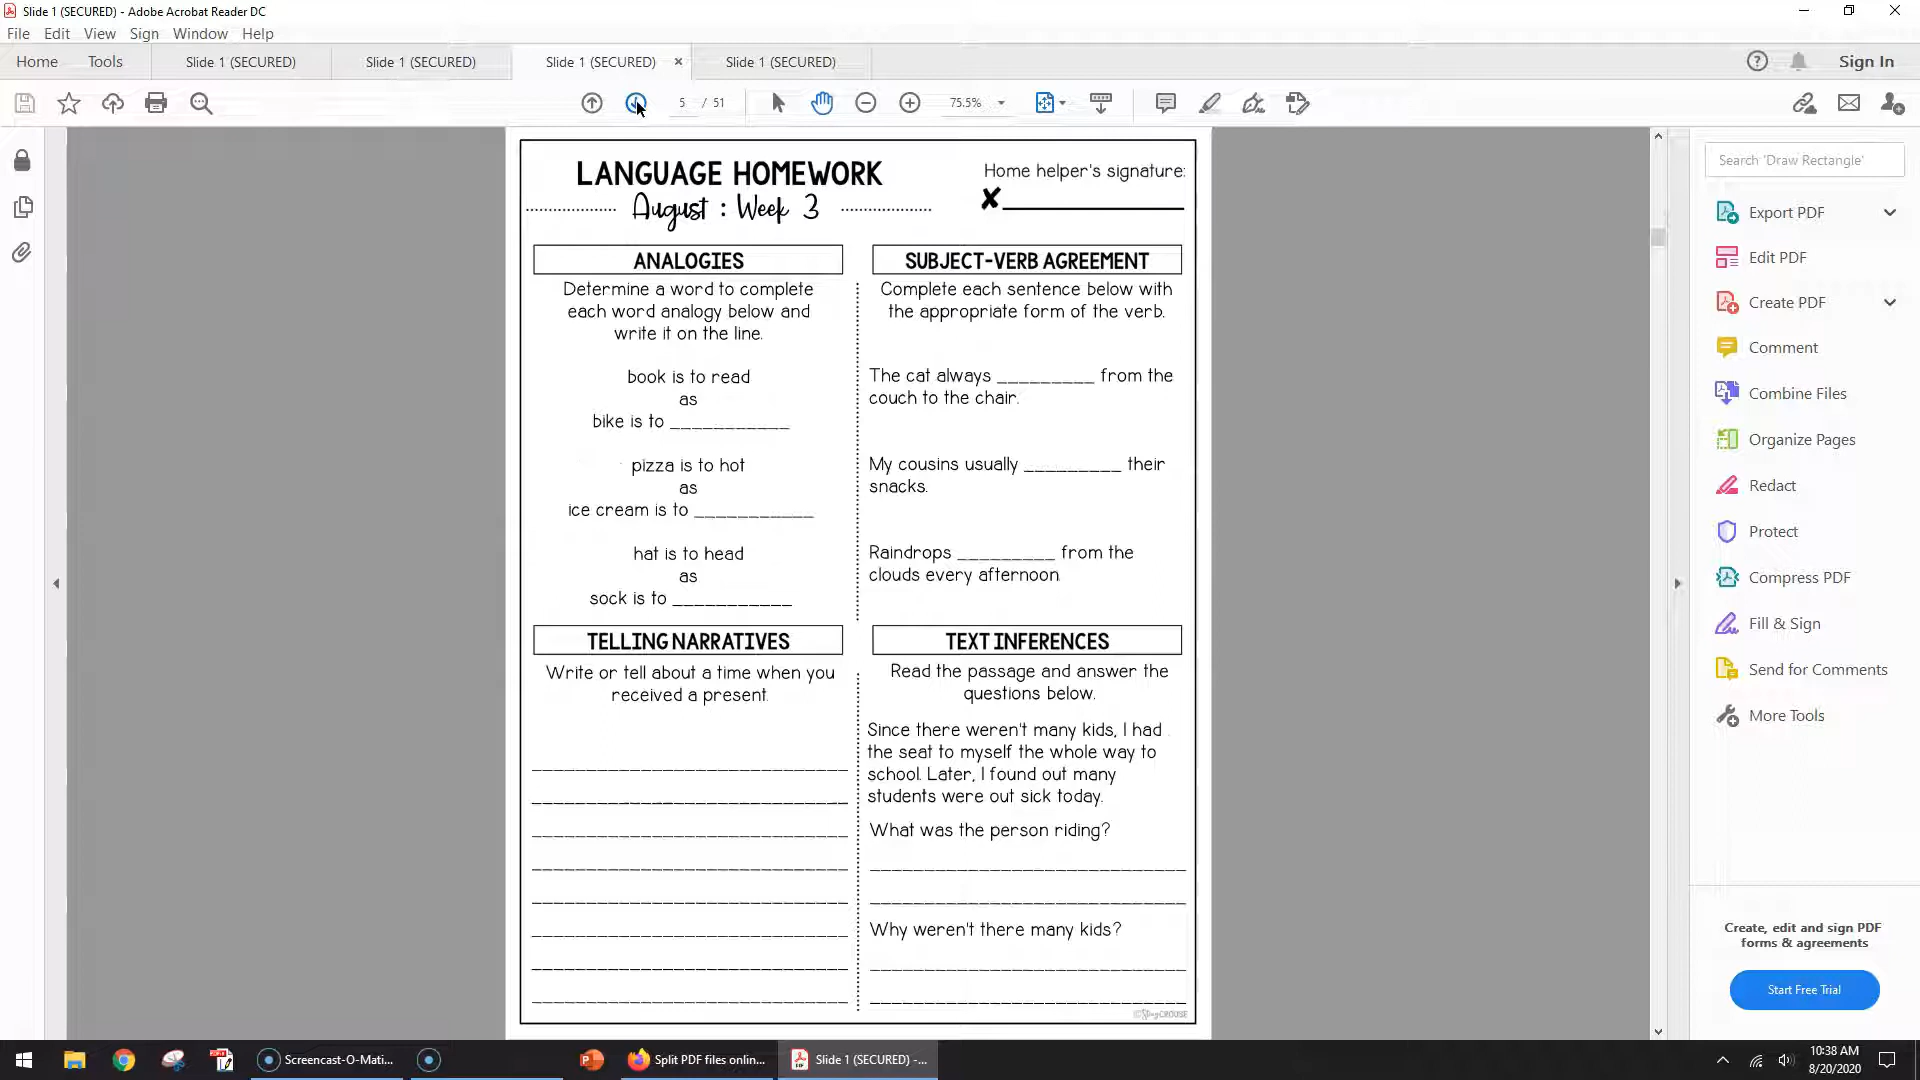 Slide 1 (SECURED) - Adobe Acrobat Reader DC
File Edit View Sign Window Help
Home Tools Slide 1 (SECURED) Slide 1 (SECURED) Slide 1 (SECURED) Slide 1 (SECURED) Sign In
5 / 51 75.5%
LANGUAGE HOMEWORK
August : Week 3
Home helper's signature:
✘_______________
ANALOGIES
Determine a word to complete
each word analogy below and
write it on the line.
book is to read
as
bike is to ___________
pizza is to hot
as
ice cream is to ___________
hat is to head
as
sock is to ___________
SUBJECT-VERB AGREEMENT
Complete each sentence below with
the appropriate form of the verb.
The cat always _________ from the
couch to the chair.
My cousins usually _________ their
snacks.
Raindrops _________ from the
clouds every afternoon.
TELLING NARRATIVES
Write or tell about a time when you
received a present.
TEXT INFERENCES
Read the passage and answer the
questions below.
Since there weren't many kids, I had
the seat to myself the whole way to
school. Later, I found out many
students were out sick today.
What was the person riding?
Why weren't there many kids?
Search 'Draw Rectangle'
Export PDF
Edit PDF
Create PDF
Comment
Combine Files
Organize Pages
Redact
Protect
Compress PDF
Fill & Sign
Send for Comments
More Tools
Create, edit and sign PDF
forms & agreements
Start Free Trial
Screencast-O-Mati...
Split PDF files onlin...
Slide 1 (SECURED) -...
10:38 AM
8/20/2020